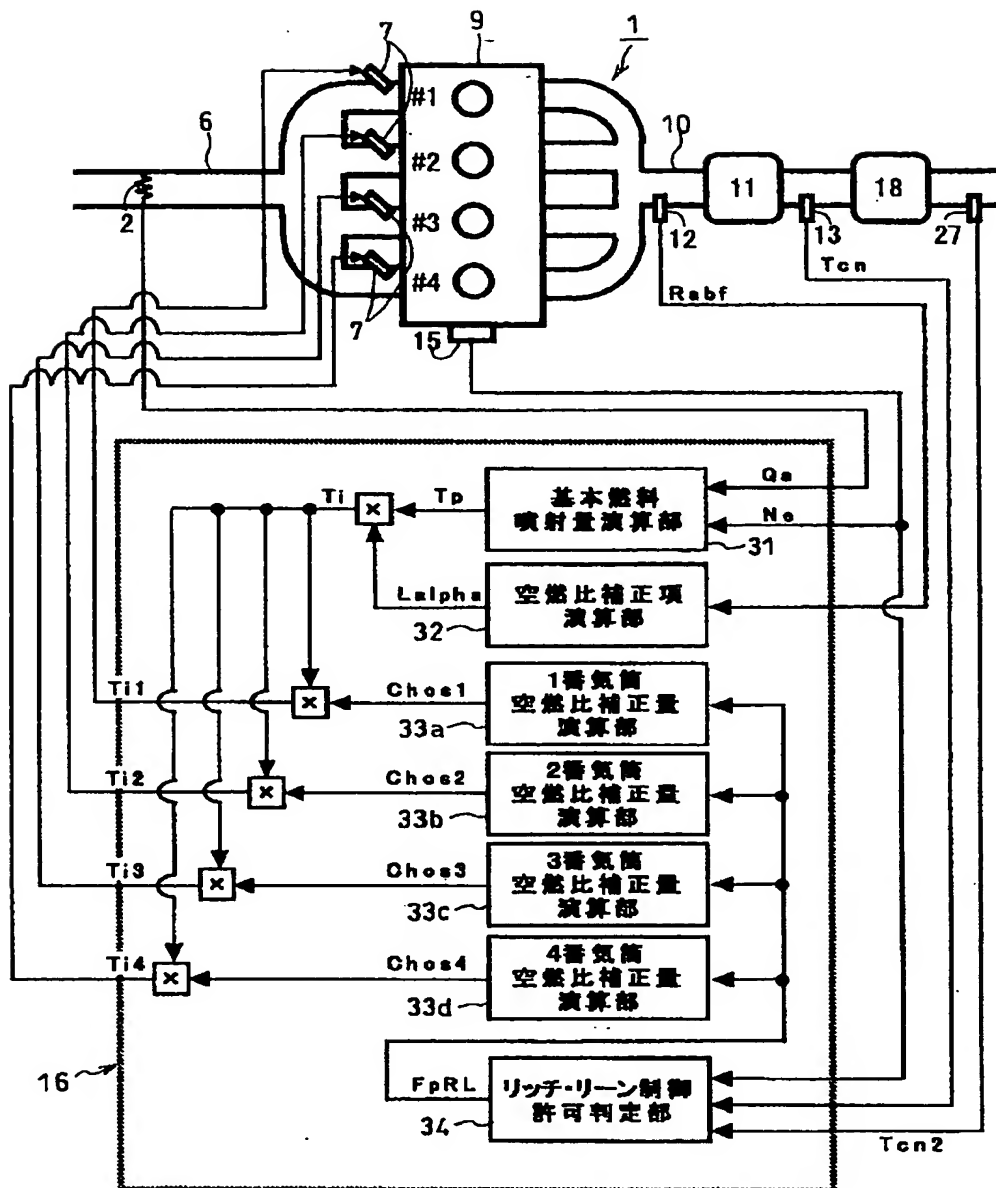 7
9
1
#1
6
10
#2
2
11
18
#3
12
13
27
Tcn
#4
Rabf
7
15
Qa
Ti
Tp
基本燃料
噴射量演算部
Ne
31
Lalpha
空燃比補正項
演算部
32
1番気筒
空燃比補正量
演算部
Ti1
Chos1
33a
2番気筒
空燃比補正量
演算部
Ti2
Chos2
33b
3番気筒
空燃比補正量
演算部
Ti3
Chos3
33c
4番気筒
空燃比補正量
演算部
Ti4
Chos4
33d
16
FpRL
リッチ・リーン制御
許可判定部
34
Tcn2